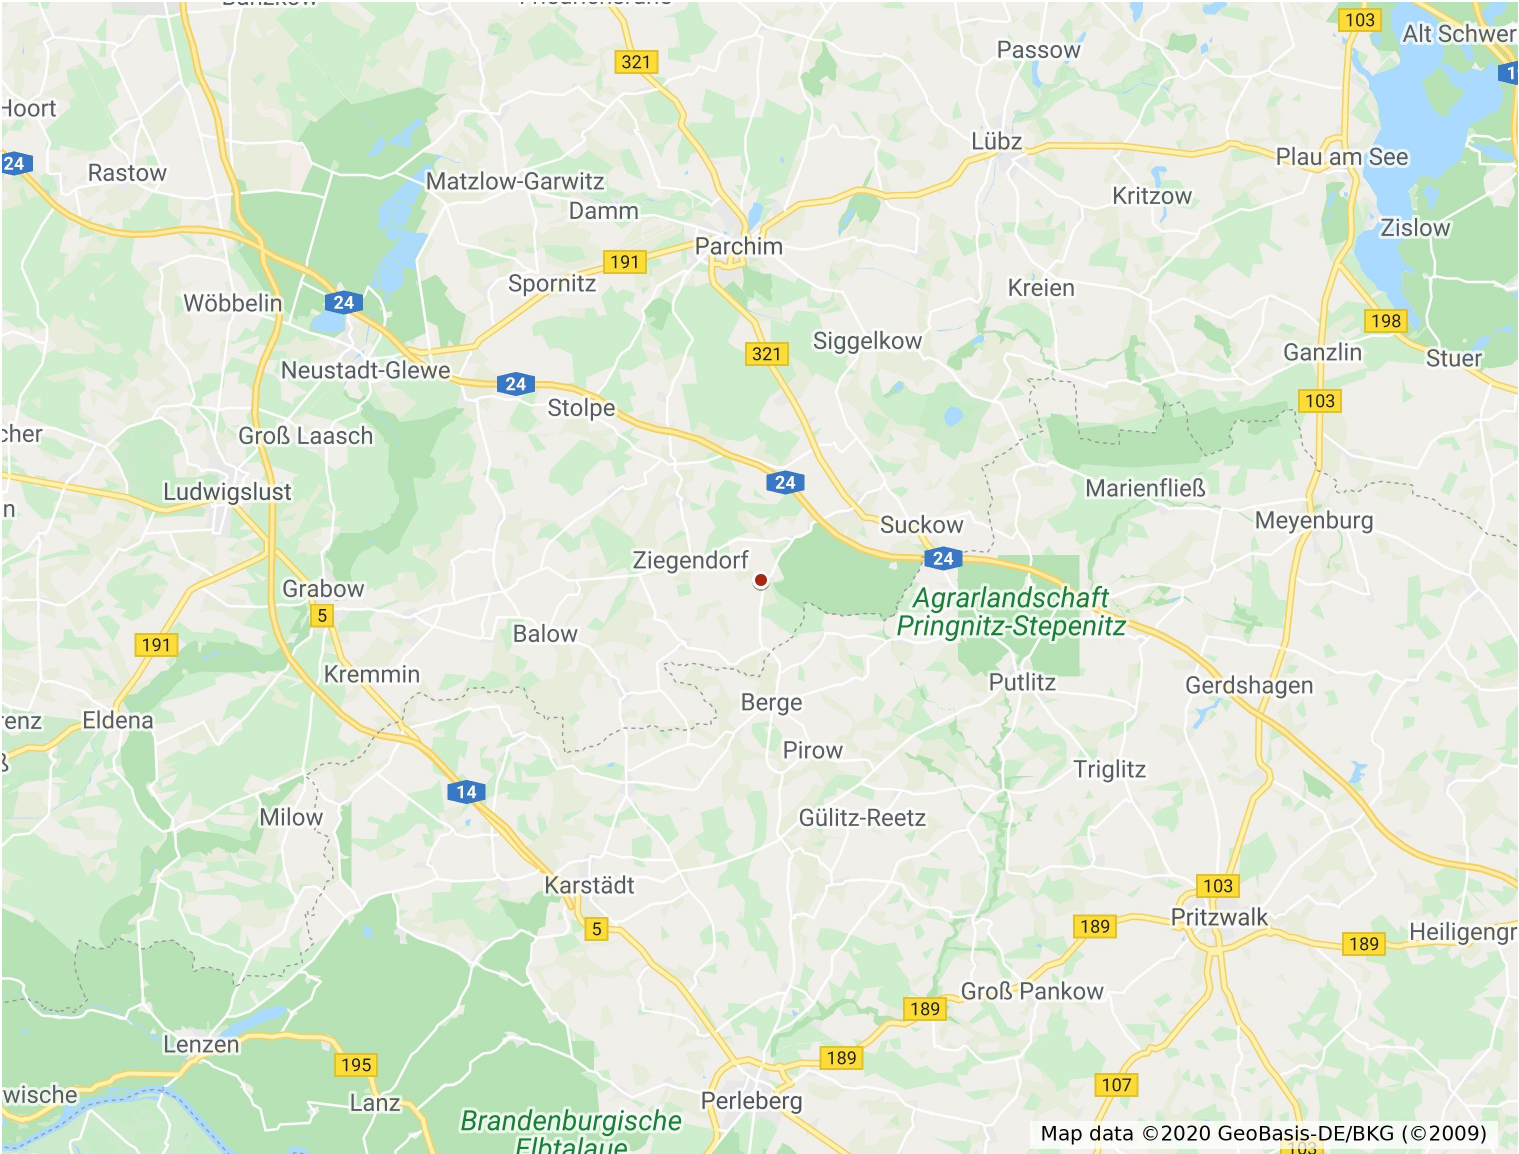 103
Alt Schwer
321
Passow
Hoort
24
Rastow
Lübz
Plau am See
Matzlow-Garwitz
Damm
Kritzow
Zislow
Parchim
191
Spornitz
Kreien
Wöbbelin
24
198
Siggelkow
321
Ganzlin
Stuer
Neustadt-Glewe
24
Stolpe
103
cher
Groß Laasch
24
Marienfließ
Ludwigslust
n
Suckow
Meyenburg
Ziegendorf
24
Grabow
5
Agrarlandschaft
Pringnitz-Stepenitz
191
Balow
Kremmin
Putlitz
Gerdshagen
Berge
renz
Eldena
Pirow
Triglitz
14
Milow
Gülitz-Reetz
Karstädt
103
Pritzwalk
189
5
189
Heiligengr
Groß Pankow
189
Lenzen
195
189
107
wische
Lanz
Perleberg
Brandenburgische
Elbtalaue
Map data ©2020 GeoBasis-DE/BKG (©2009)